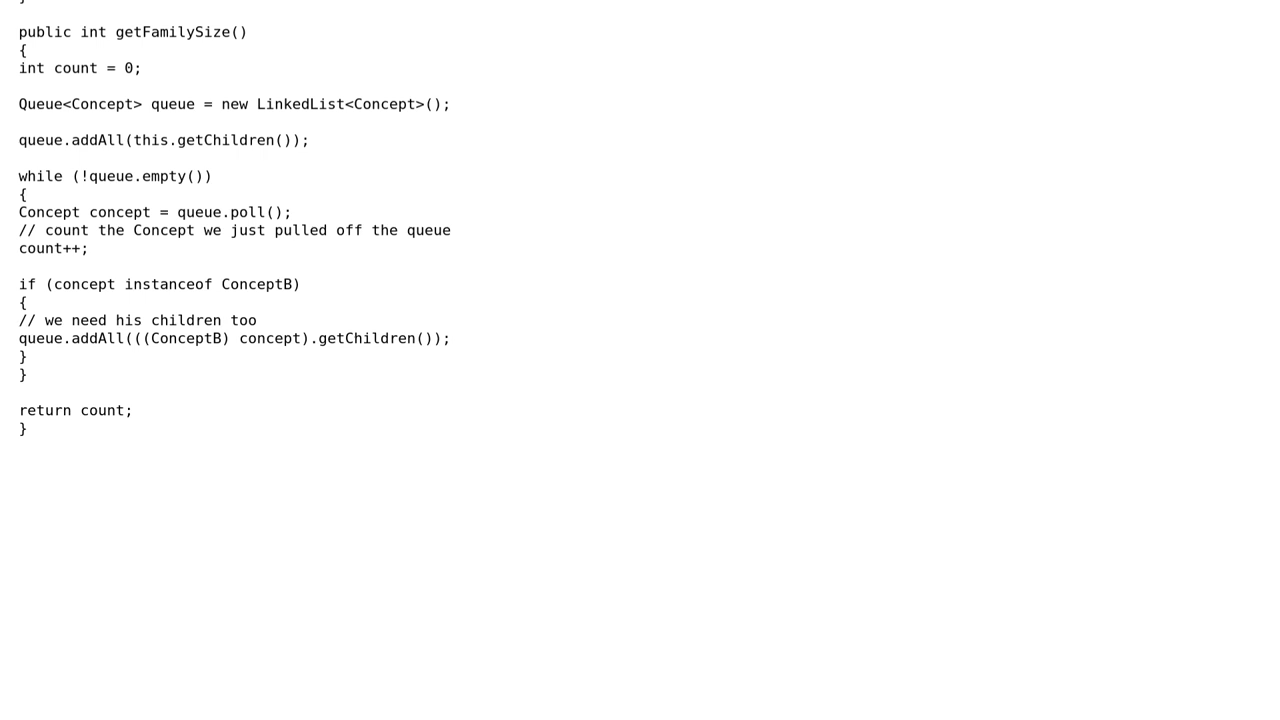 }
public int getFamilySize()
{
int count = 0;
Queue<Concept> queue = new LinkedList<Concept>();
queue.addAll(this.getChildren());
while (!queue.empty())
{
Concept concept = queue.poll();
// count the Concept we just pulled off the queue
count++;
if (concept instanceof ConceptB)
{
// we need his children too
queue.addAll(((ConceptB) concept).getChildren());
}
}
return count;
}